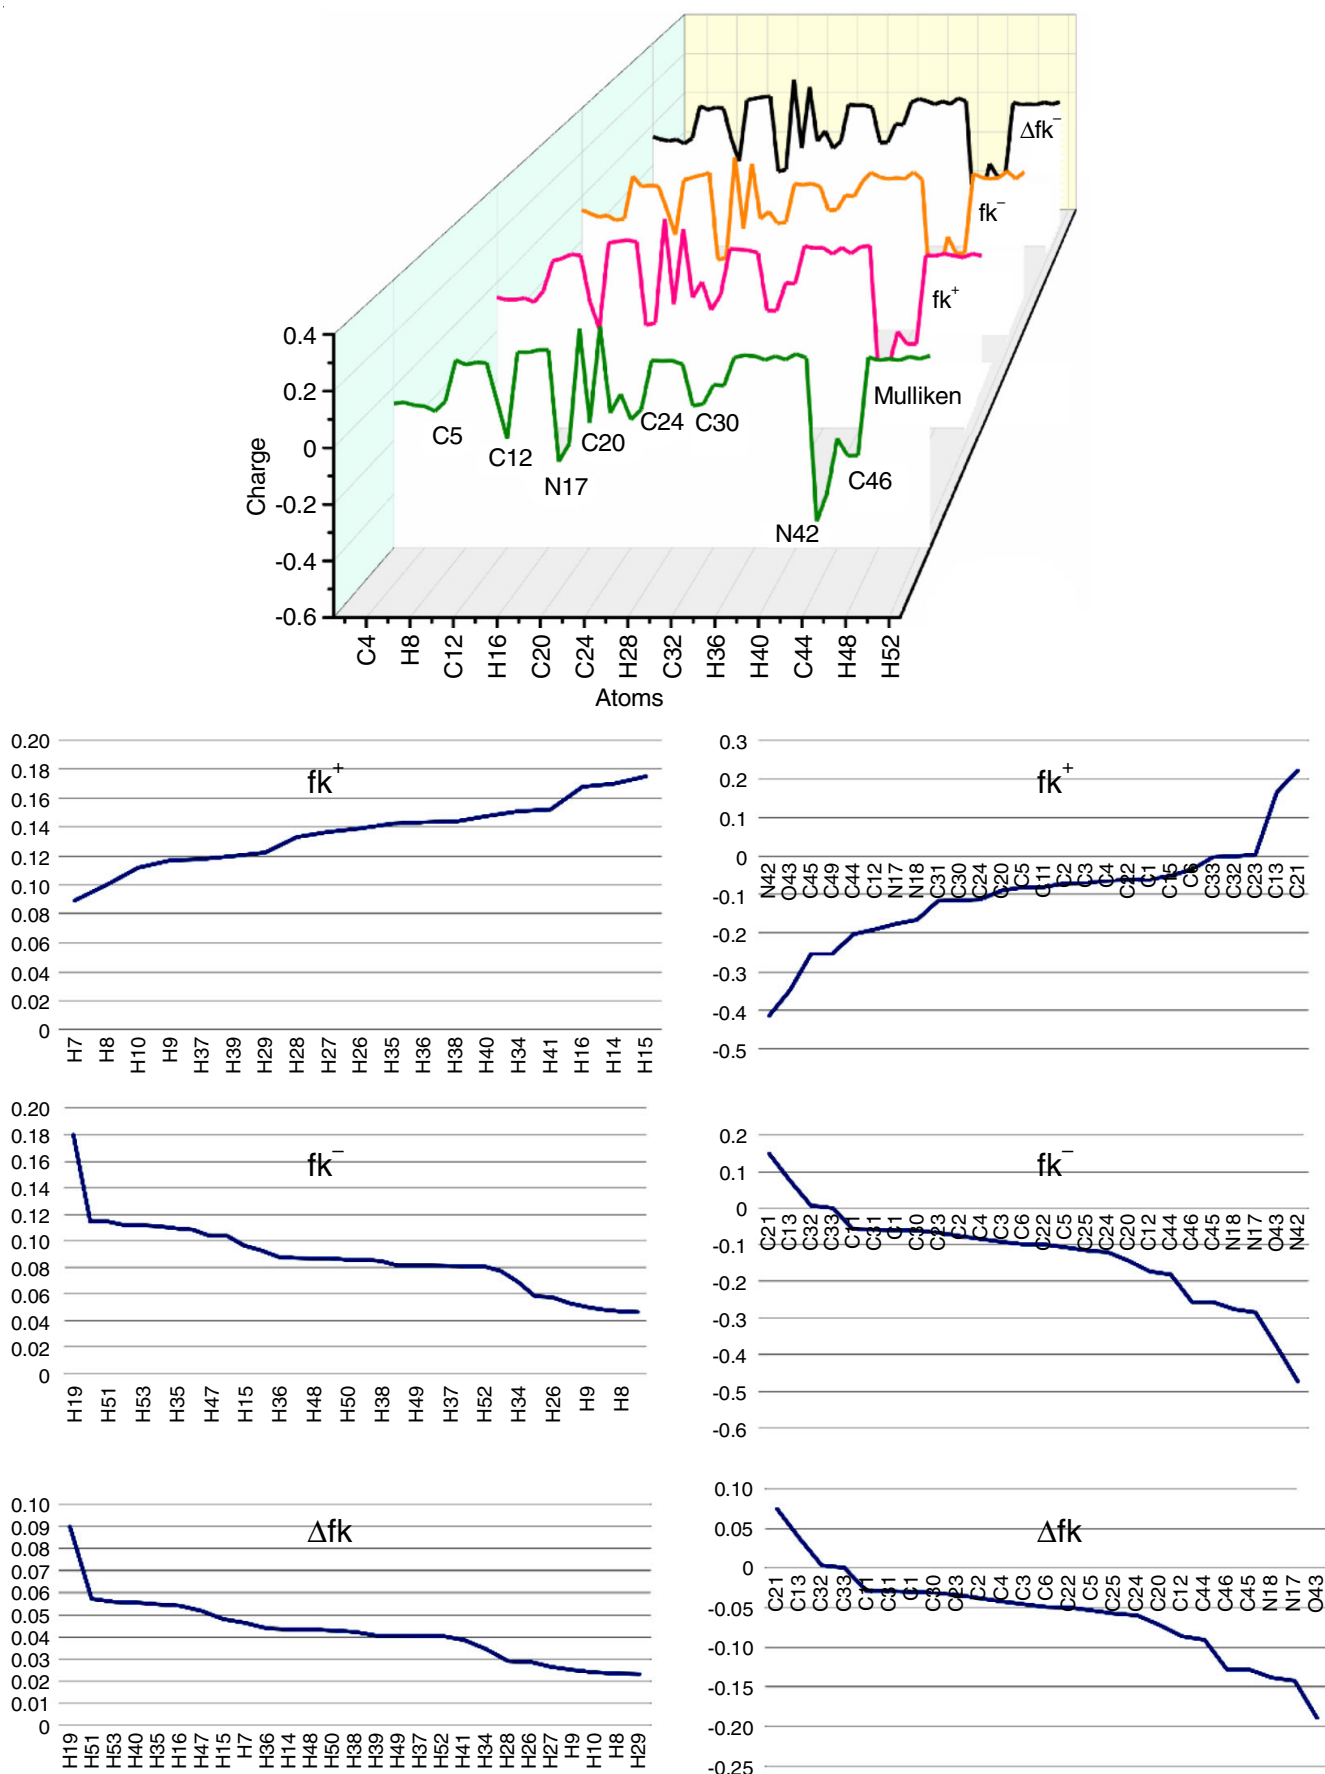 Δfk⁻
fk⁻
fk⁺
Mulliken
C5
C12
N17
C20
C24
C30
N42
C46
0.4
0.2
0
-0.2
-0.4
-0.6
Charge
C4 H8 C12 H16 C20 C24 H28 C32 H36 H40 C44 H48 H52
Atoms
fk⁺
0.20
0.18
0.16
0.14
0.12
0.10
0.08
0.06
0.04
0.02
0
H7 H8 H10 H9 H37 H39 H29 H28 H27 H26 H35 H36 H38 H40 H34 H41 H16 H14 H15
fk⁺
0.3
0.2
0.1
0
-0.1
-0.2
-0.3
-0.4
-0.5
N42 O43 C45 C49 C44 C12 N17 N18 C31 C30 C24 C20 C5 C11 C2 C3 C4 C22 C1 C15 C6 C33 C32 C23 C13 C21
fk⁻
0.20
0.18
0.16
0.14
0.12
0.10
0.08
0.06
0.04
0.02
0
H19 H51 H53 H35 H47 H15 H36 H48 H50 H38 H49 H37 H52 H34 H26 H9 H8
fk⁻
0.2
0.1
0
-0.1
-0.2
-0.3
-0.4
-0.5
-0.6
C21 C13 C32 C33 C11 C31 C1 C30 C23 C2 C4 C3 C6 C22 C5 C25 C24 C20 C12 C44 C46 C45 N18 N17 O43 N42
Δfk
0.10
0.09
0.08
0.07
0.06
0.05
0.04
0.03
0.02
0.01
0
H19 H51 H53 H40 H35 H16 H47 H15 H7 H36 H14 H48 H50 H38 H39 H49 H37 H52 H41 H34 H28 H26 H27 H9 H10 H8 H29
Δfk
0.10
0.05
0
-0.05
-0.10
-0.15
-0.20
-0.25
C21 C13 C32 C33 C11 C31 C1 C30 C23 C2 C4 C3 C6 C22 C5 C25 C24 C20 C12 C44 C46 C45 N18 N17 O43